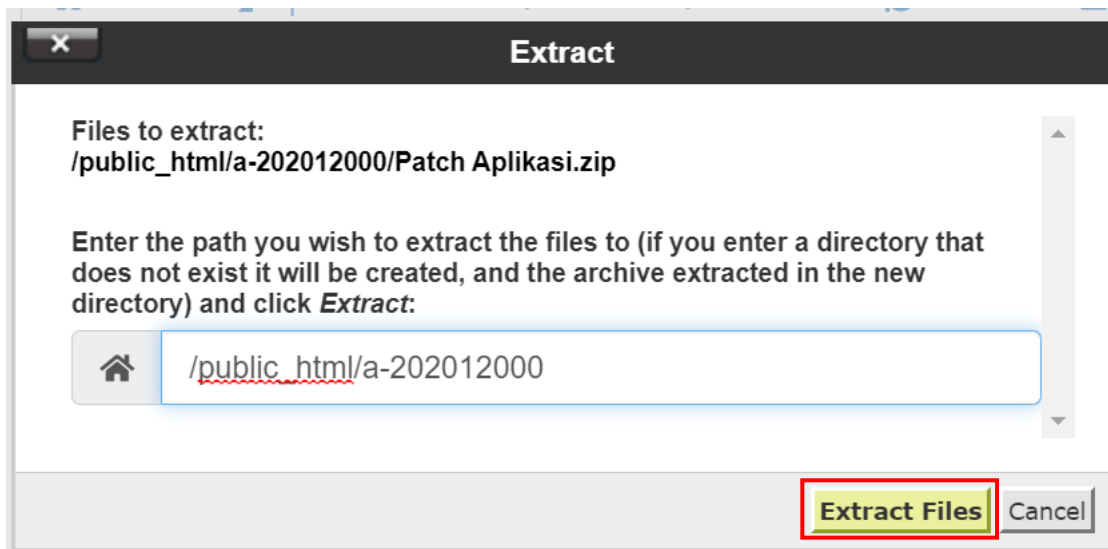 Extract
Files to extract:
/public_html/a-202012000/Patch Aplikasi.zip
Enter the path you wish to extract the files to (if you enter a directory that
does not exist it will be created, and the archive extracted in the new
directory) and click Extract:
/public_html/a-202012000
Extract Files Cancel